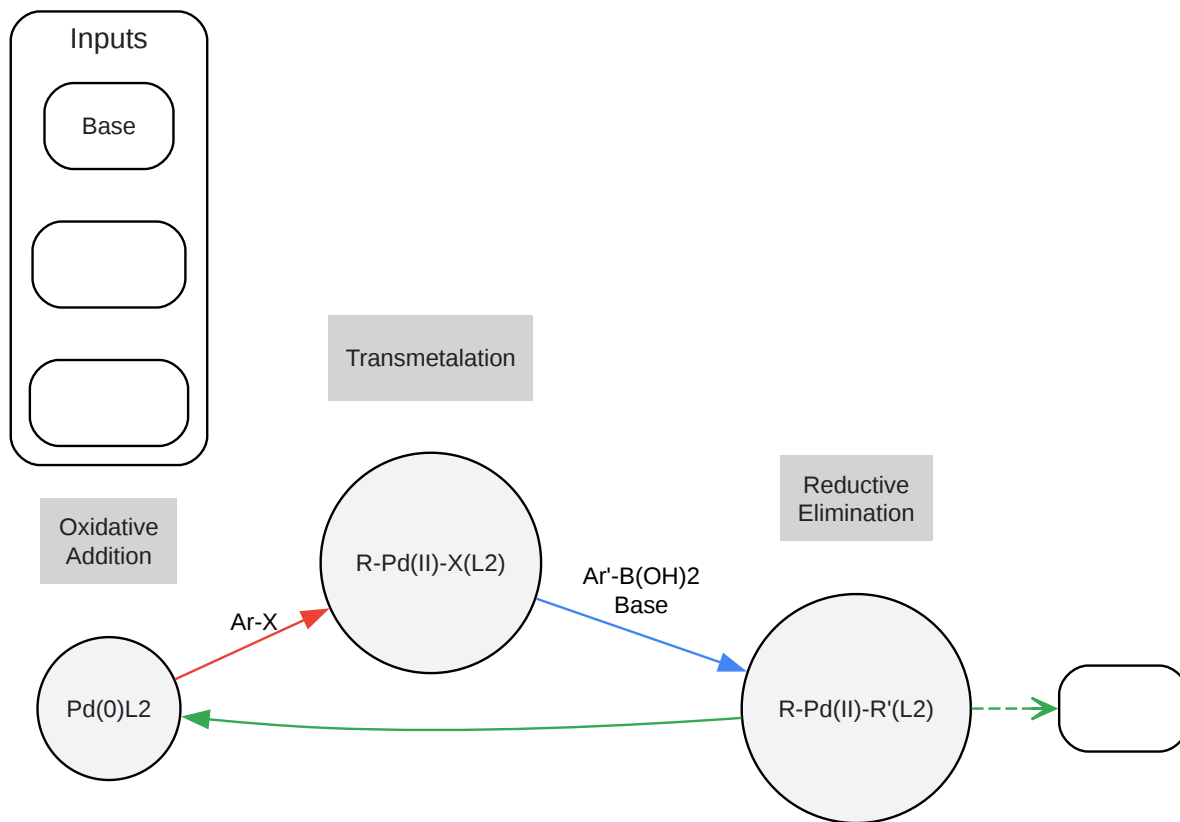 Inputs
Base
Transmetalation
Oxidative
Addition
Reductive
Elimination
R-Pd(II)-X(L2)
Ar'-B(OH)2
Base
Ar-X
Pd(0)L2
R-Pd(II)-R'(L2)